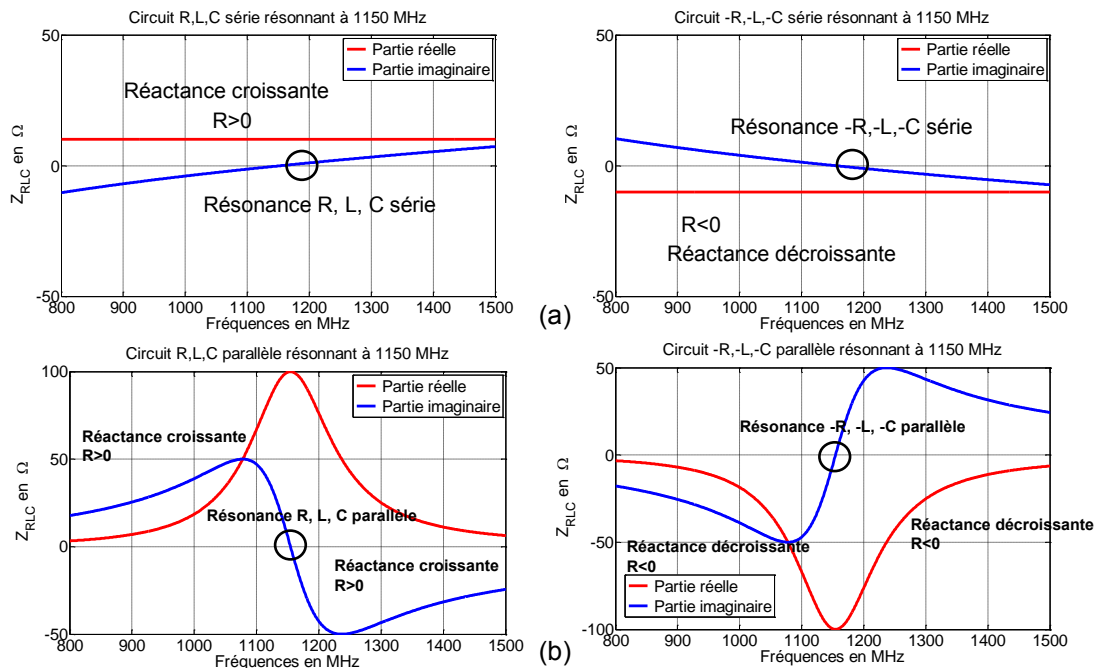 Circuit R,L,C série résonnant à 1150 MHz
50
Partie réelle
Partie imaginaire
Réactance croissante
R>0
Z_RLC en Ω
0
Résonance R, L, C série
-50
800 900 1000 1100 1200 1300 1400 1500
Fréquences en MHz
Circuit -R,-L,-C série résonnant à 1150 MHz
50
Partie réelle
Partie imaginaire
Résonance -R,-L,-C série
Z_RLC en Ω
0
R<0
Réactance décroissante
-50
800 900 1000 1100 1200 1300 1400 1500
Fréquences en MHz
(a)
Circuit R,L,C parallèle résonnant à 1150 MHz
100
Partie réelle
Partie imaginaire
Réactance croissante
R>0
50
Z_RLC en Ω
Résonance R, L, C parallèle
0
Réactance croissante
R>0
-50
800 900 1000 1100 1200 1300 1400 1500
Fréquences en MHz
Circuit -R,-L,-C parallèle résonnant à 1150 MHz
50
Résonance -R, -L, -C parallèle
0
Z_RLC en Ω
Réactance décroissante
R<0
-50
Réactance décroissante
R<0
Partie réelle
Partie imaginaire
-100
800 900 1000 1100 1200 1300 1400 1500
Fréquences en MHz
(b)